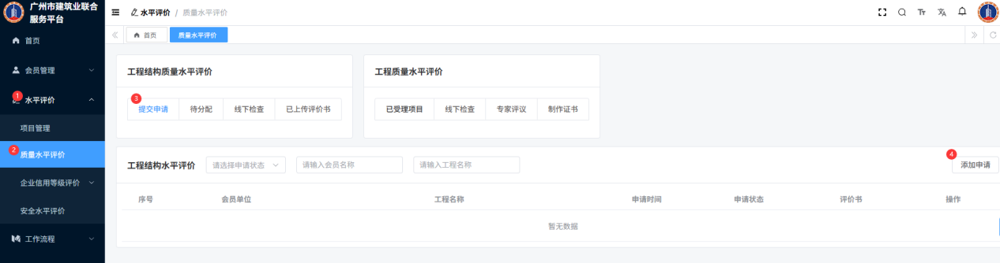 广州市建筑业联合
服务平台
首页
会员管理
1
水平评价
项目管理
2
质量水平评价
企业信用等级评价
安全水平评价
工作流程
水平评价 / 质量水平评价
首页
质量水平评价
工程结构质量水平评价
3
提交申请 待分配 线下检查 已上传评价书
工程质量水平评价
已受理项目 线下检查 专家评议 制作证书
工程结构水平评价 请选择申请状态 请输入会员名称 请输入工程名称
4
添加申请
序号 会员单位 工程名称 申请时间 申请状态 评价书 操作
暂无数据